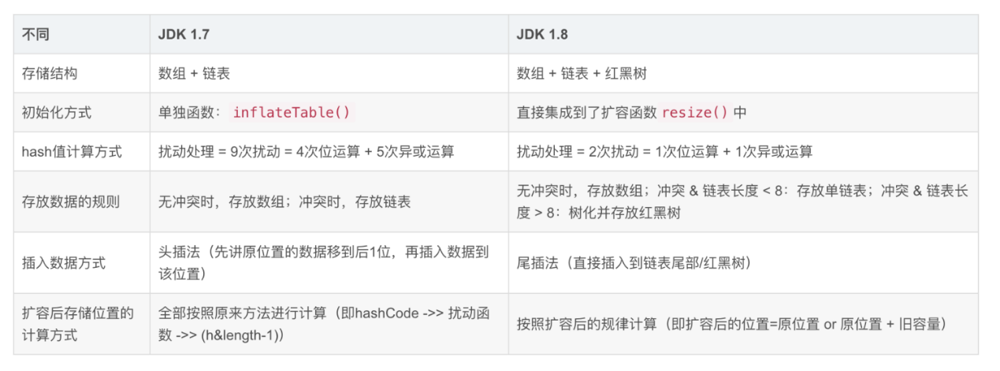 不同 JDK 1.7 JDK 1.8
存储结构 数组 + 链表 数组 + 链表 + 红黑树
初始化方式 单独函数： inflateTable() 直接集成到了扩容函数 resize() 中
hash值计算方式 扰动处理 = 9次扰动 = 4次位运算 + 5次异或运算 扰动处理 = 2次扰动 = 1次位运算 + 1次异或运算
存放数据的规则 无冲突时，存放数组；冲突时，存放链表 无冲突时，存放数组；冲突 & 链表长度 < 8：存放单链表；冲突 & 链表长
度 > 8：树化并存放红黑树
插入数据方式 头插法（先讲原位置的数据移到后1位，再插入数据到
该位置） 尾插法（直接插入到链表尾部/红黑树）
扩容后存储位置的
计算方式 全部按照原来方法进行计算（即hashCode ->> 扰动函
数 ->> (h&length-1)） 按照扩容后的规律计算（即扩容后的位置=原位置 or 原位置 + 旧容量）